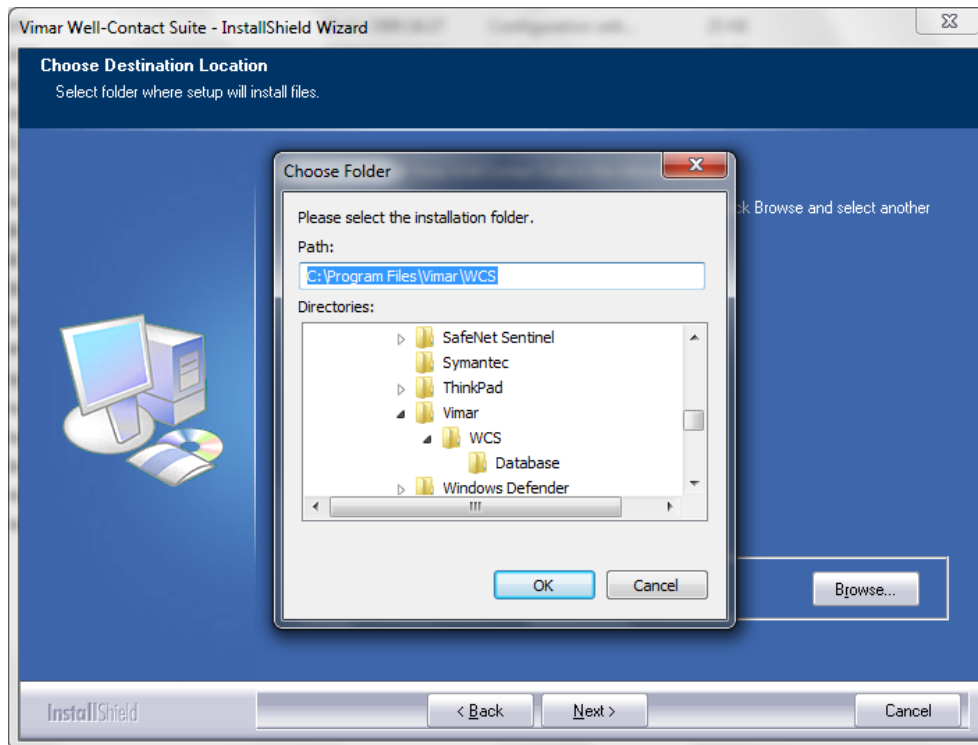 Vimar Well-Contact Suite - InstallShield Wizard
Choose Destination Location
Select folder where setup will install files.
Choose Folder
Browse and select another
Please select the installation folder.
Path:
C:\Program Files\Vimar\WCS
Directories:
SafeNet Sentinel
Symantec
ThinkPad
Vimar
WCS
Database
Windows Defender
OK
Cancel
Browse...
InstallShield
< Back
Next >
Cancel